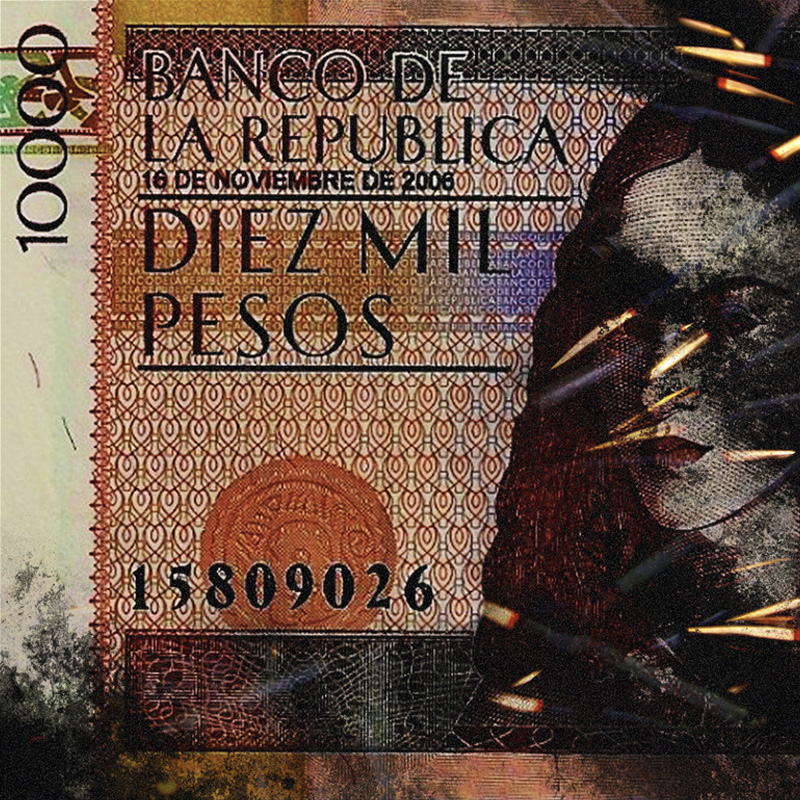 10000
BANCO DE
LA REPUBLICA
16 DE NOVIEMBRE DE 2006
DIEZ MIL
PESOS
15809026